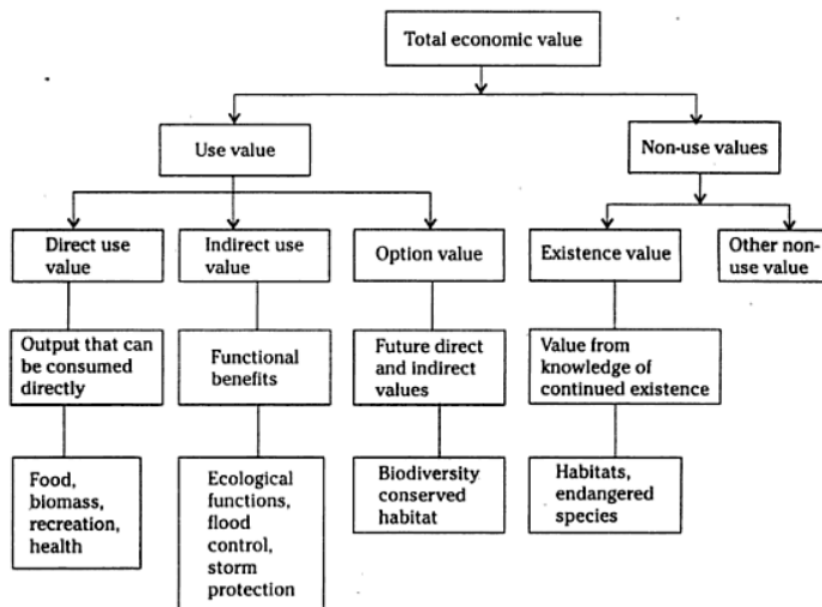 Total economic value
Use value
Non-use values
Direct use
value
Indirect use
value
Option value
Existence value
Other non-
use value
Output that can
be consumed
directly
Functional
benefits
Future direct
and indirect
values
Value from
knowledge of
continued existence
Food,
biomass,
recreation,
health
Ecological
functions,
flood
control,
storm
protection
Biodiversity
conserved
habitat
Habitats,
endangered
species